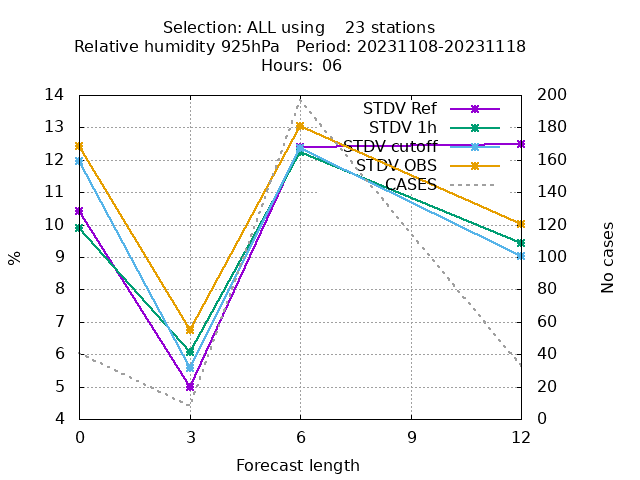 Selection: ALL using    23 stations
Relative humidity 925hPa   Period: 20231108-20231118
Hours:  06
STDV Ref
STDV 1h
STDV cutoff
STDV OBS
CASES
14
13
12
11
10
9
8
7
6
5
4
200
180
160
140
120
100
80
60
40
20
0
%
No cases
0 3 6 9 12
Forecast length